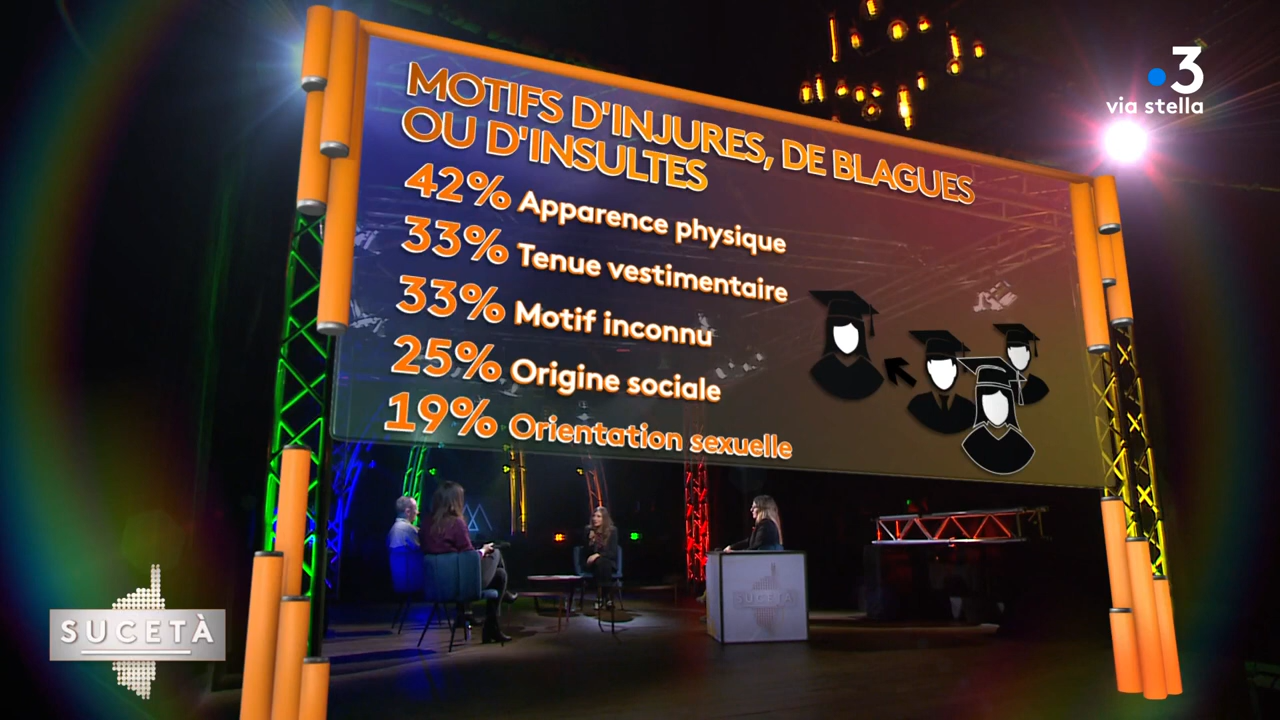 3
via stella
MOTIFS D'INJURES, DE BLAGUES
OU D'INSULTES
42% Apparence physique
33% Tenue vestimentaire
33% Motif inconnu
25% Origine sociale
19% Orientation sexuelle
SUCETÀ
SUCETÀ